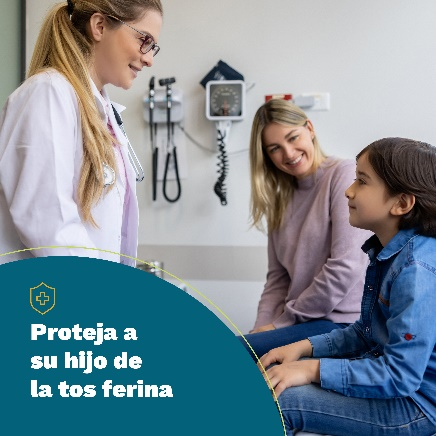 Proteja a
su hijo de
la tos ferina